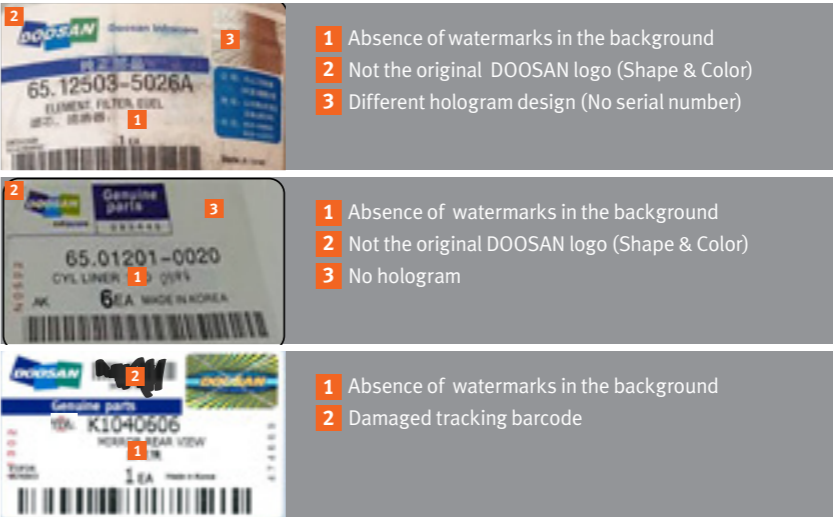 2
DOOSAN Doosan Infracore
3
65.12503-5026A
ELEMENT, FILTER, FUEL
1
1 EA
Made in Korea
1 Absence of watermarks in the background
2 Not the original DOOSAN logo (Shape & Color)
3 Different hologram design (No serial number)
2
DOOSAN Genuine
parts
Infracore
3
65.01201-0020
CYL LINER
1
AK 6EA MADE IN KOREA
1 Absence of watermarks in the background
2 Not the original DOOSAN logo (Shape & Color)
3 No hologram
DOOSAN
2
DOOSAN
Genuine parts
K1040606
MIRROR-REAR VIEW
1
1 EA Made in Korea
1 Absence of watermarks in the background
2 Damaged tracking barcode